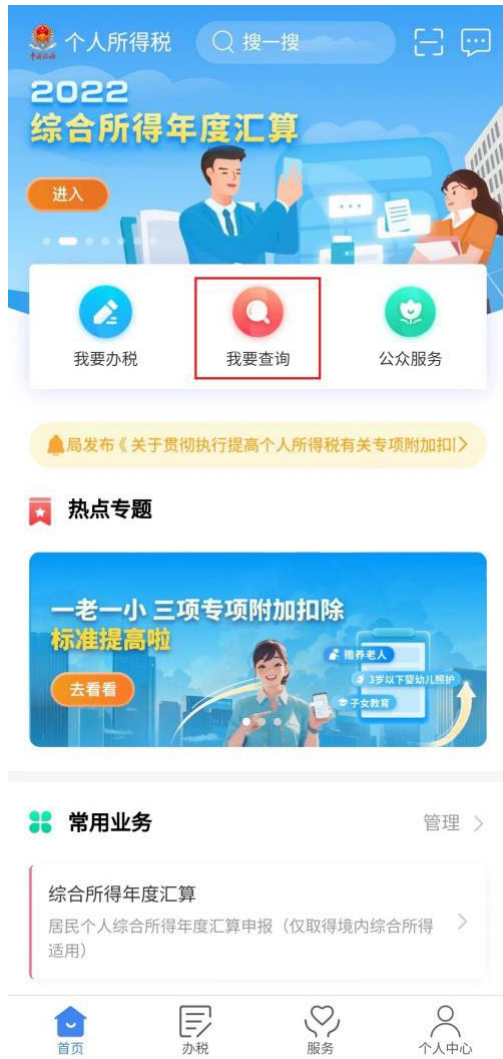 个人所得税
搜一搜
中国税务
2022
综合所得年度汇算
进入
我要办税
我要查询
公众服务
局发布《关于贯彻执行提高个人所得税有关专项附加扣
热点专题
一老一小 三项专项附加扣除
标准提高啦
去看看
赡养老人
3岁以下婴幼儿照护
子女教育
常用业务
管理
综合所得年度汇算
居民个人综合所得年度汇算申报（仅取得境内综合所得
适用）
首页
办税
服务
个人中心